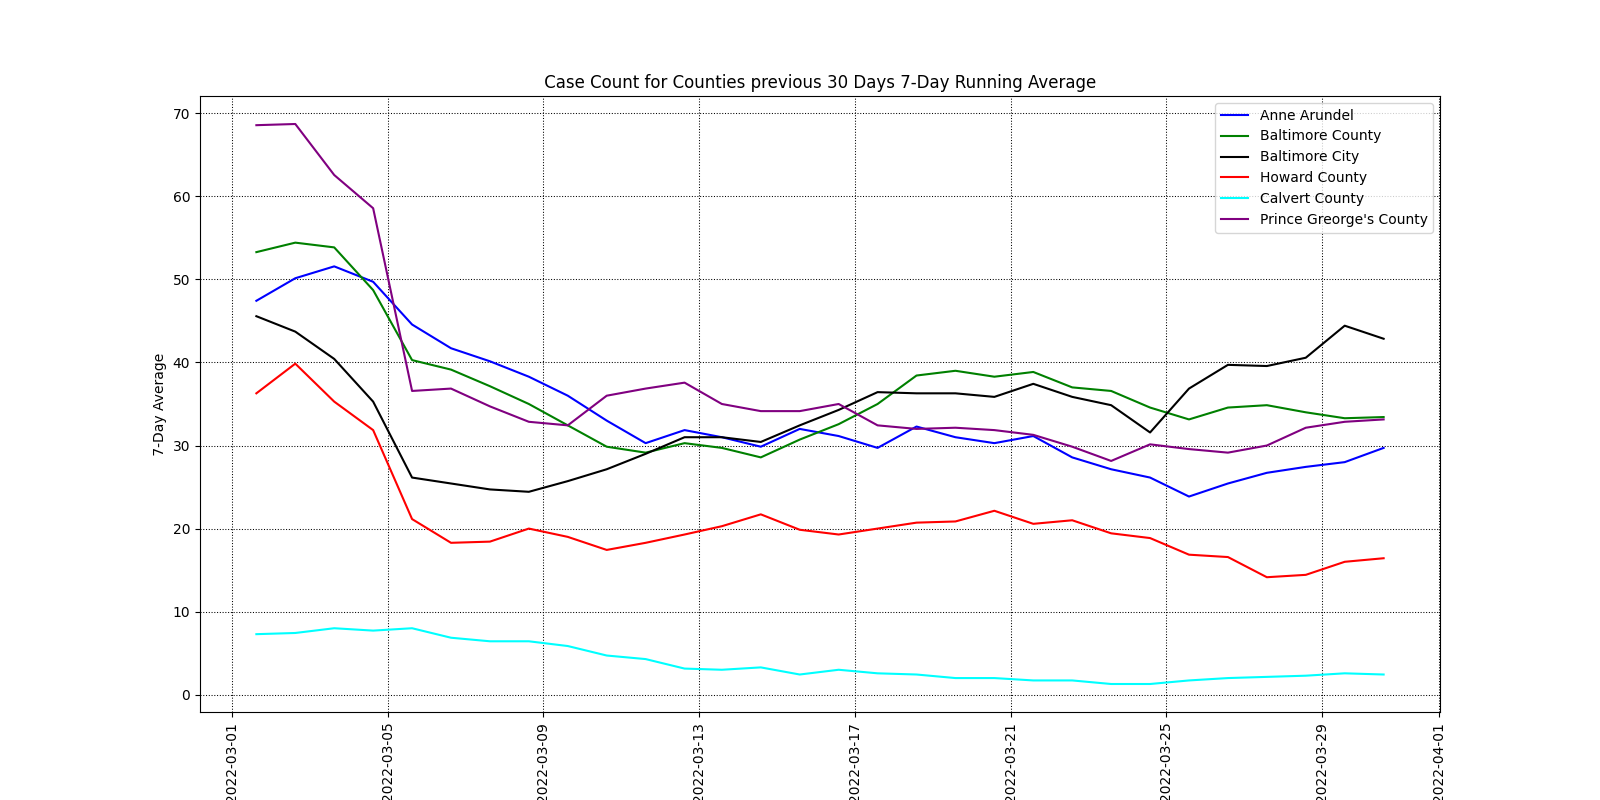 Case Count for Counties previous 30 Days 7-Day Running Average
Anne Arundel
Baltimore County
Baltimore City
Howard County
Calvert County
Prince Greorge's County
7-Day Average
70
60
50
40
30
20
10
0
2022-03-01
2022-03-05
2022-03-09
2022-03-13
2022-03-17
2022-03-21
2022-03-25
2022-03-29
2022-04-01